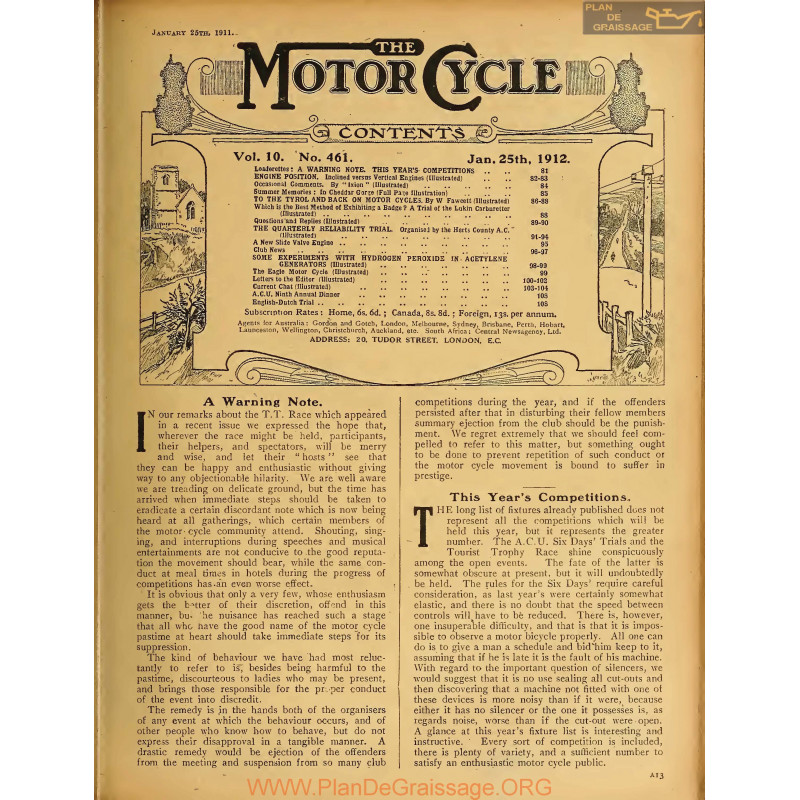 PLAN
DE
GRAISSAGE
JANUARY 25TH, 1911.
THE
MOTOR CYCLE
CONTENTS
Vol. 10. No. 461. Jan. 25th, 1912.
Leaderettes: A WARNING NOTE. THIS YEAR'S COMPETITIONS .. .. 81
ENGINE POSITION. Inclined versus Vertical Engines (Illustrated) .. 82-83
Occasional Comments. By "Ixion" (Illustrated) .. .. .. 84
Summer Memories: In Cheddar Gorge (Full Page Illustration) .. .. 85
TO THE TYROL AND BACK ON MOTOR CYCLES. By W Fawcett (Illustrated) 86-88
Which is the Best Method of Exhibiting a Badge? A Trial of the Lukin Carburetter
(Illustrated) .. .. .. .. .. .. 88
Questions and Replies (Illustrated) .. .. .. .. 89-90
THE QUARTERLY RELIABILITY TRIAL. Organised by the Herts County A.C.
(Illustrated) .. .. .. .. .. .. 91-94
A New Slide Valve Engine .. .. .. .. .. 95
Club News .. .. .. .. .. .. 96-97
SOME EXPERIMENTS WITH HYDROGEN PEROXIDE IN ACETYLENE
GENERATORS (Illustrated) .. .. .. .. 98-99
The Eagle Motor Cycle (Illustrated) .. .. .. .. 99
Letters to the Editor (Illustrated) .. .. .. .. 100-102
Current Chat (Illustrated) .. .. .. .. .. 103-104
A.C.U. Ninth Annual Dinner .. .. .. .. 105
English-Dutch Trial .. .. .. .. .. 105
Subscription Rates: Home, 6s. 6d.; Canada, 8s. 8d.; Foreign, 13s. per annum.
Agents for Australia: Gordon and Gotch, London, Melbourne, Sydney, Brisbane, Perth, Hobart,
Launceston, Wellington, Christchurch, Auckland, etc. South Africa: Central Newsagency, Ltd.
ADDRESS: 20, TUDOR STREET, LONDON, E.C.
A Warning Note.
IN our remarks about the T.T. Race which appeared
in a recent issue we expressed the hope that,
wherever the race might be held, participants,
their helpers, and spectators, will be merry
and wise, and let their "hosts" see that
they can be happy and enthusiastic without giving
way to any objectionable hilarity. We are well aware
we are treading on delicate ground, but the time has
arrived when immediate steps should be taken to
eradicate a certain discordant note which is now being
heard at all gatherings, which certain members of
the motor cycle community attend. Shouting, sing-
ing, and interruptions during speeches and musical
entertainments are not conducive to the good reputa-
tion the movement should bear, while the same con-
duct at meal times in hotels during the progress of
competitions has an even worse effect.
It is obvious that only a very few, whose enthusiasm
gets the better of their discretion, offend in this
manner, but the nuisance has reached such a stage
that all who have the good name of the motor cycle
pastime at heart should take immediate steps for its
suppression.
The kind of behaviour we have had most reluc-
tantly to refer to is, besides being harmful to the
pastime, discourteous to ladies who may be present,
and brings those responsible for the proper conduct
of the event into discredit.
The remedy is in the hands both of the organisers
of any event at which the behaviour occurs, and of
other people who know how to behave, but do not
express their disapproval in a tangible manner. A
drastic remedy would be ejection of the offenders
from the meeting and suspension from so many club
competitions during the year, and if the offenders
persisted after that in disturbing their fellow members
summary ejection from the club should be the punish-
ment. We regret extremely that we should feel com-
pelled to refer to this matter, but something ought
to be done to prevent repetition of such conduct or
the motor cycle movement is bound to suffer in
prestige.
This Year's Competitions.
THE long list of fixtures already published does not
represent all the competitions which will be
held this year, but it represents the greater
number. The A.C.U. Six Days' Trials and the
Tourist Trophy Race shine conspicuously
among the open events. The fate of the latter is
somewhat obscure at present, but it will undoubtedly
be held. The rules for the Six Days' require careful
consideration, as last year's were certainly somewhat
elastic, and there is no doubt that the speed between
controls will have to be reduced. There is, however,
one insuperable difficulty, and that is that it is impos-
sible to observe a motor bicycle properly. All one can
do is to give a man a schedule and bid him keep to it,
assuming that if he is late it is the fault of his machine.
With regard to the important question of silencers, we
would suggest that it is no use sealing all cut-outs and
then discovering that a machine not fitted with one of
these devices is more noisy than if it were, because
either it has no silencer or the one it possesses is, as
regards noise, worse than if the cut-out were open.
A glance at this year's fixture list is interesting and
instructive. Every sort of competition is included,
there is plenty of variety, and a sufficient number to
satisfy an enthusiastic motor cycle public.
A13
www.PlanDeGraissage.ORG